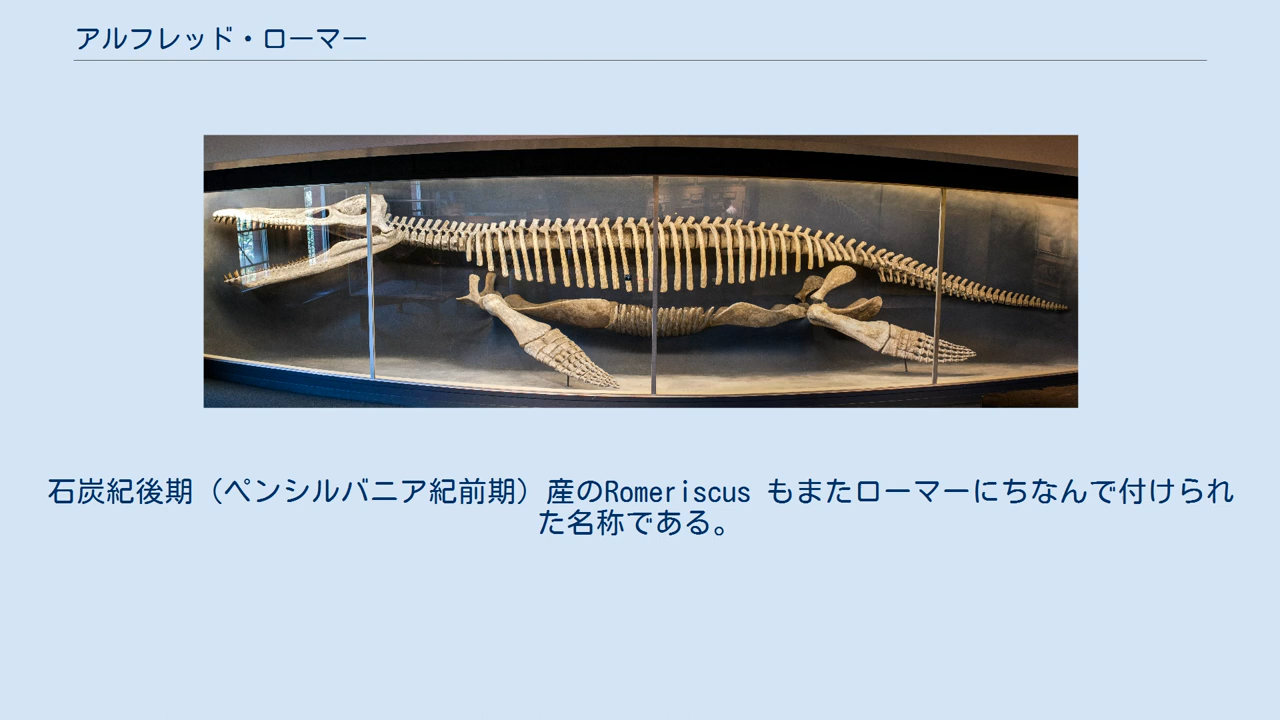 アルフレッド・ローマー
石炭紀後期（ペンシルバニア紀前期）産のRomeriscus もまたローマーにちなんで付けられ
た名称である。